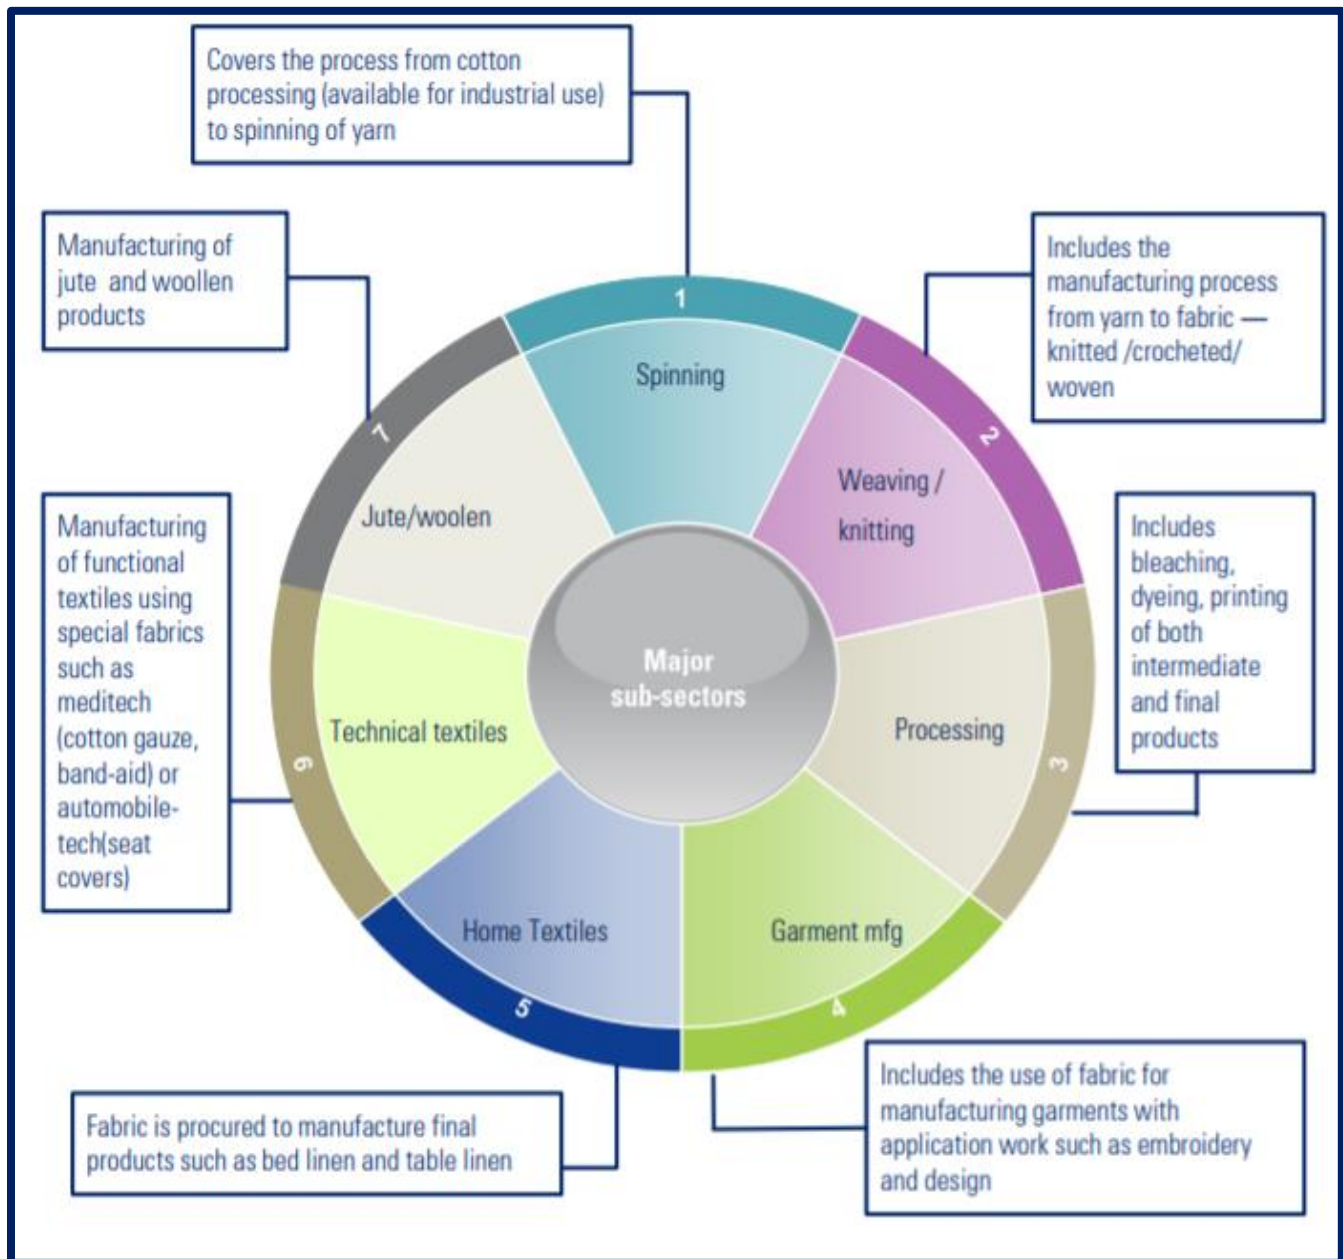 Covers the process from cotton
processing (available for industrial use)
to spinning of yarn
Manufacturing of
jute and woollen
products
Includes the
manufacturing process
from yarn to fabric —
knitted /crocheted/
woven
1
Spinning
2
Weaving /
knitting
7
Jute/woolen
Manufacturing
of functional
textiles using
special fabrics
such as
meditech
(cotton gauze,
band-aid) or
automobile-
tech(seat
covers)
Includes
bleaching,
dyeing, printing
of both
intermediate
and final
products
Major
sub-sectors
Processing
3
Technical textiles
6
Garment mfg
4
Home Textiles
5
Includes the use of fabric for
manufacturing garments with
application work such as embroidery
and design
Fabric is procured to manufacture final
products such as bed linen and table linen